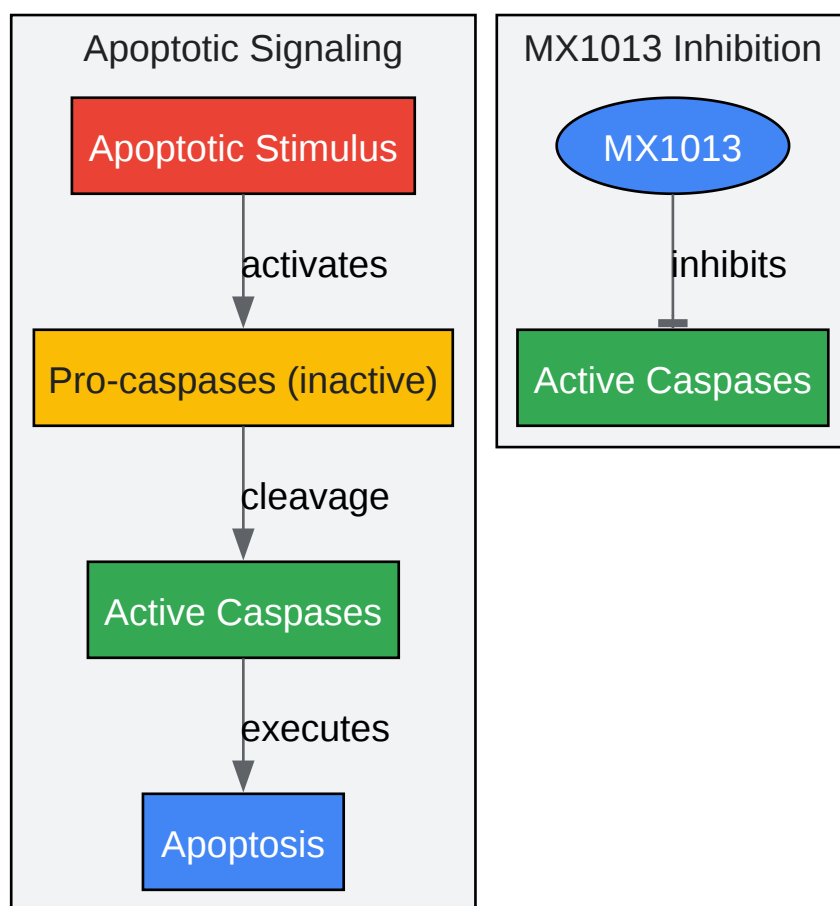 Apoptotic Signaling
Apoptotic Stimulus
activates
Pro-caspases (inactive)
cleavage
Active Caspases
executes
Apoptosis
MX1013 Inhibition
MX1013
inhibits
Active Caspases